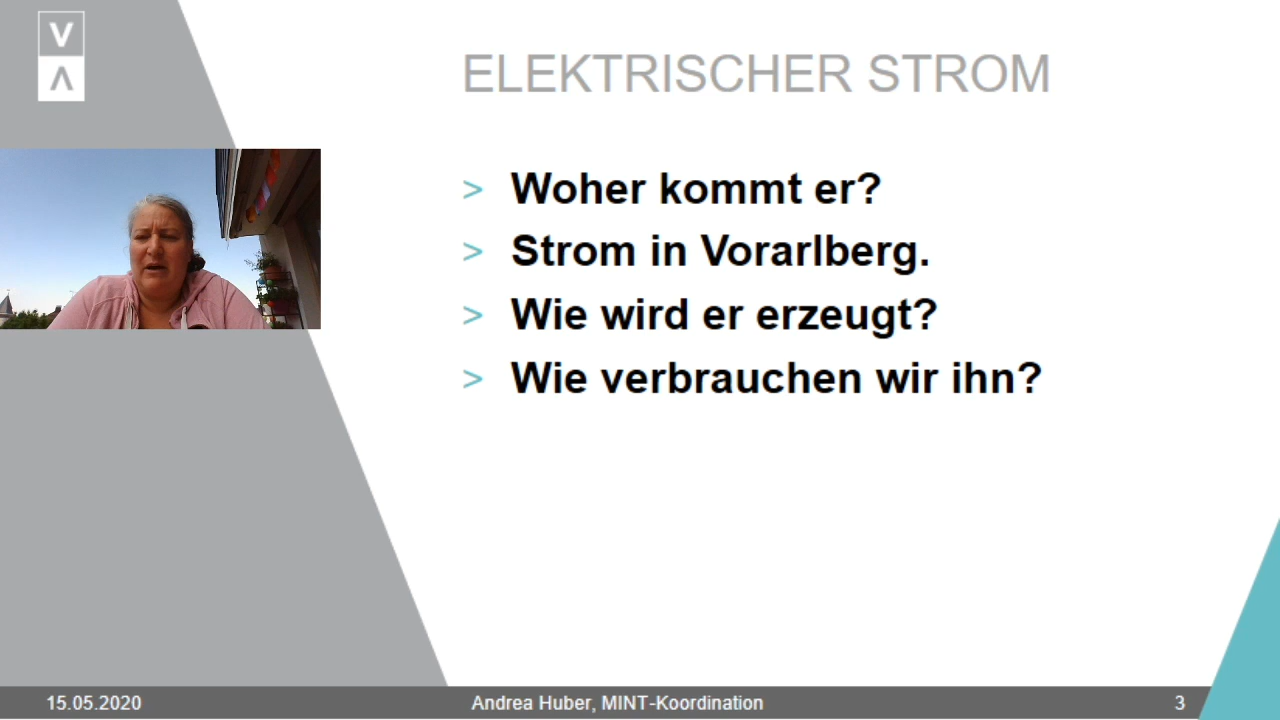 V
Λ
ELEKTRISCHER STROM
> Woher kommt er?
> Strom in Vorarlberg.
> Wie wird er erzeugt?
> Wie verbrauchen wir ihn?
15.05.2020
Andrea Huber, MINT-Koordination
3